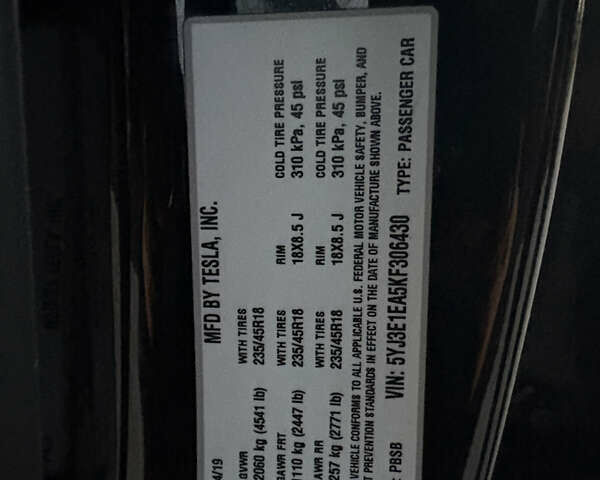 4/19 MFD BY TESLA, INC.
GVWR WITH TIRES RIM COLD TIRE PRESSURE
2060 kg (4541 lb) 235/45R18 18X8.5 J 310 kPa, 45 psi
GAWR FRT WITH TIRES RIM COLD TIRE PRESSURE
1110 kg (2447 lb) 235/45R18 18X8.5 J 310 kPa, 45 psi
AWR RR WITH TIRES
257 kg (2771 lb) 235/45R18
VEHICLE CONFORMS TO ALL APPLICABLE U.S. FEDERAL MOTOR VEHICLE SAFETY, BUMPER, AND
T PREVENTION STANDARDS IN EFFECT ON THE DATE OF MANUFACTURE SHOWN ABOVE.
: PBSB VIN: 5YJ3E1EA5KF306430 TYPE: PASSENGER CAR